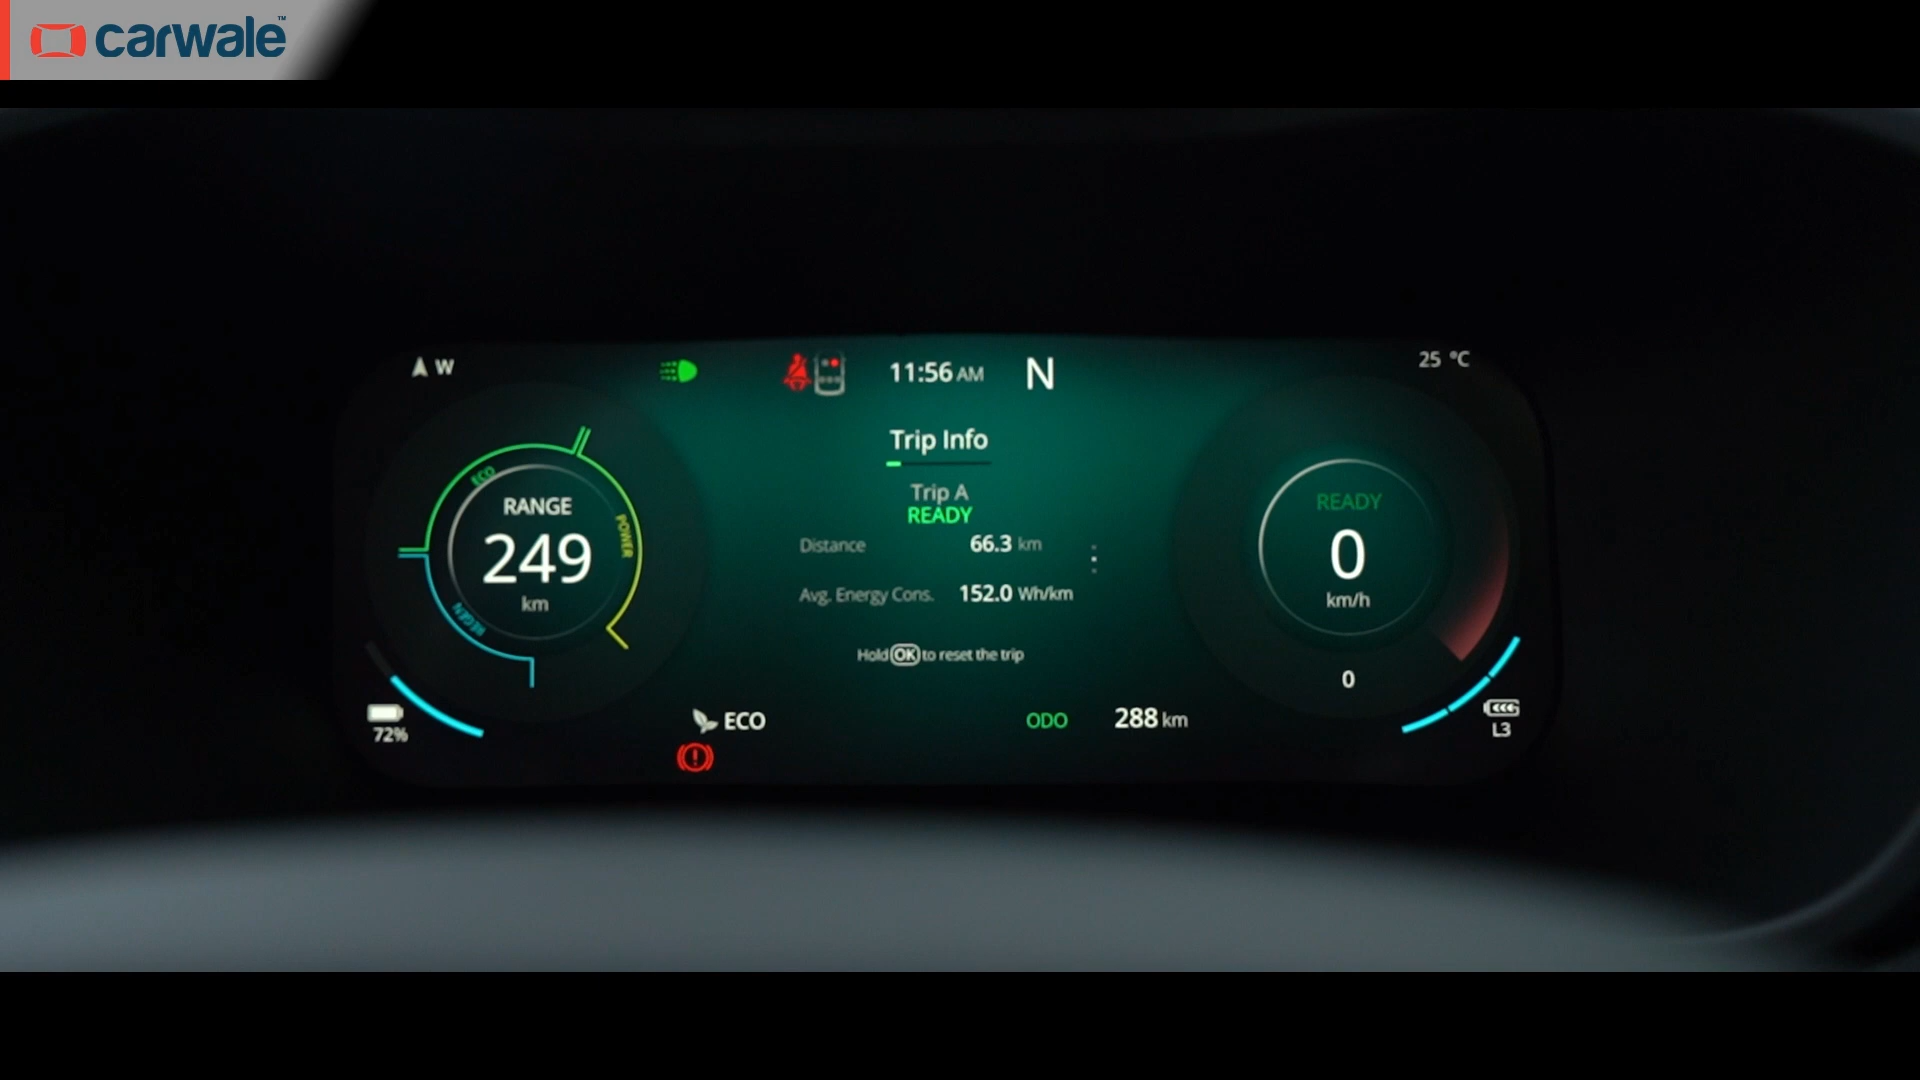 carwale™
W
11:56 AM
N
25 °C
Trip Info
ECO
POWER
REGEN
RANGE
249
km
Trip A
READY
Distance 66.3 km
Avg. Energy Cons. 152.0 Wh/km
Hold OK to reset the trip
READY
0
km/h
0
72%
ECO
ODO 288 km
L3